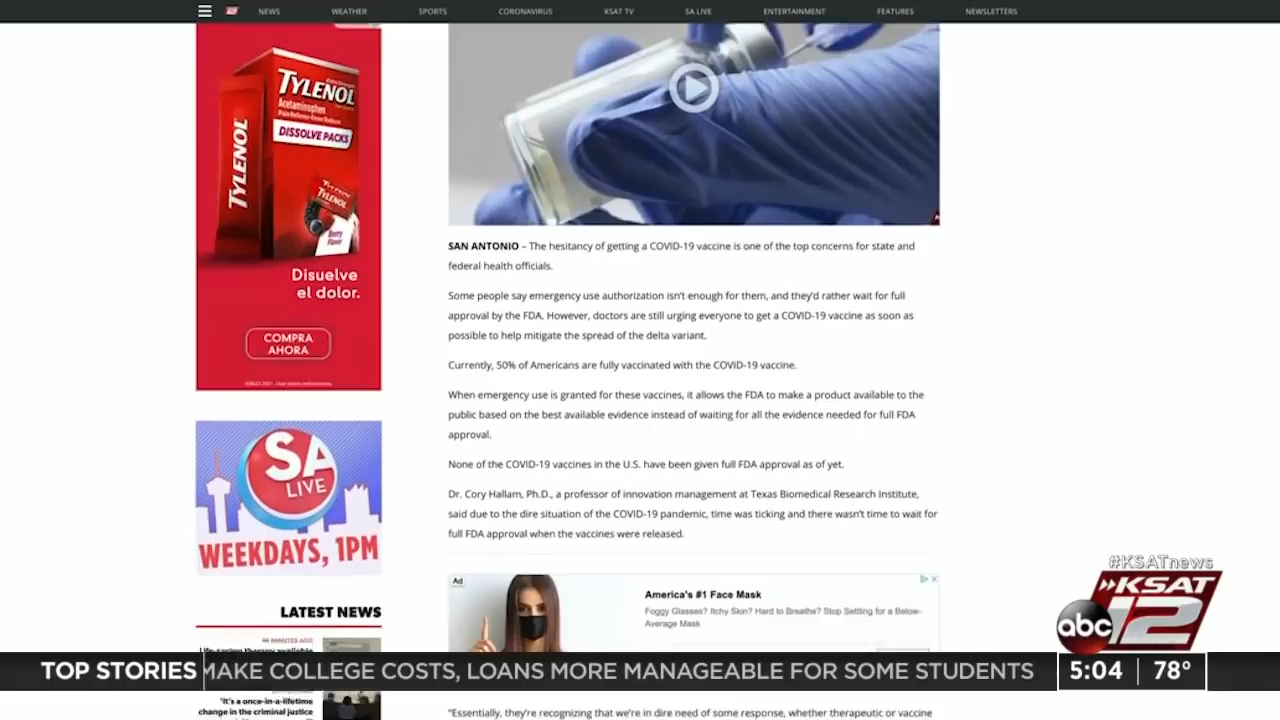 NEWS WEATHER SPORTS CORONAVIRUS KSAT TV SA LIVE ENTERTAINMENT FEATURES NEWSLETTERS
TYLENOL
TYLENOL
Acetaminophen
Pain Reliever-Fever Reducer
DISSOLVE PACKS
TYLENOL
Berry
Flavor
Disuelve
el dolor.
COMPRA
AHORA
SA
LIVE
WEEKDAYS, 1PM
LATEST NEWS
"It's a once-in-a-lifetime
change in the criminal justice
SAN ANTONIO – The hesitancy of getting a COVID-19 vaccine is one of the top concerns for state and
federal health officials.
Some people say emergency use authorization isn't enough for them, and they'd rather wait for full
approval by the FDA. However, doctors are still urging everyone to get a COVID-19 vaccine as soon as
possible to help mitigate the spread of the delta variant.
Currently, 50% of Americans are fully vaccinated with the COVID-19 vaccine.
When emergency use is granted for these vaccines, it allows the FDA to make a product available to the
public based on the best available evidence instead of waiting for all the evidence needed for full FDA
approval.
None of the COVID-19 vaccines in the U.S. have been given full FDA approval as of yet.
Dr. Cory Hallam, Ph.D., a professor of innovation management at Texas Biomedical Research Institute,
said due to the dire situation of the COVID-19 pandemic, time was ticking and there wasn't time to wait for
full FDA approval when the vaccines were released.
Ad
America's #1 Face Mask
Foggy Glasses? Itchy Skin? Hard to Breathe? Stop Settling for a Below-
Average Mask
"Essentially, they're recognizing that we're in dire need of some response, whether therapeutic or vaccine
#KSATnews
KSAT
abc 12
TOP STORIES MAKE COLLEGE COSTS, LOANS MORE MANAGEABLE FOR SOME STUDENTS
5:04 78°